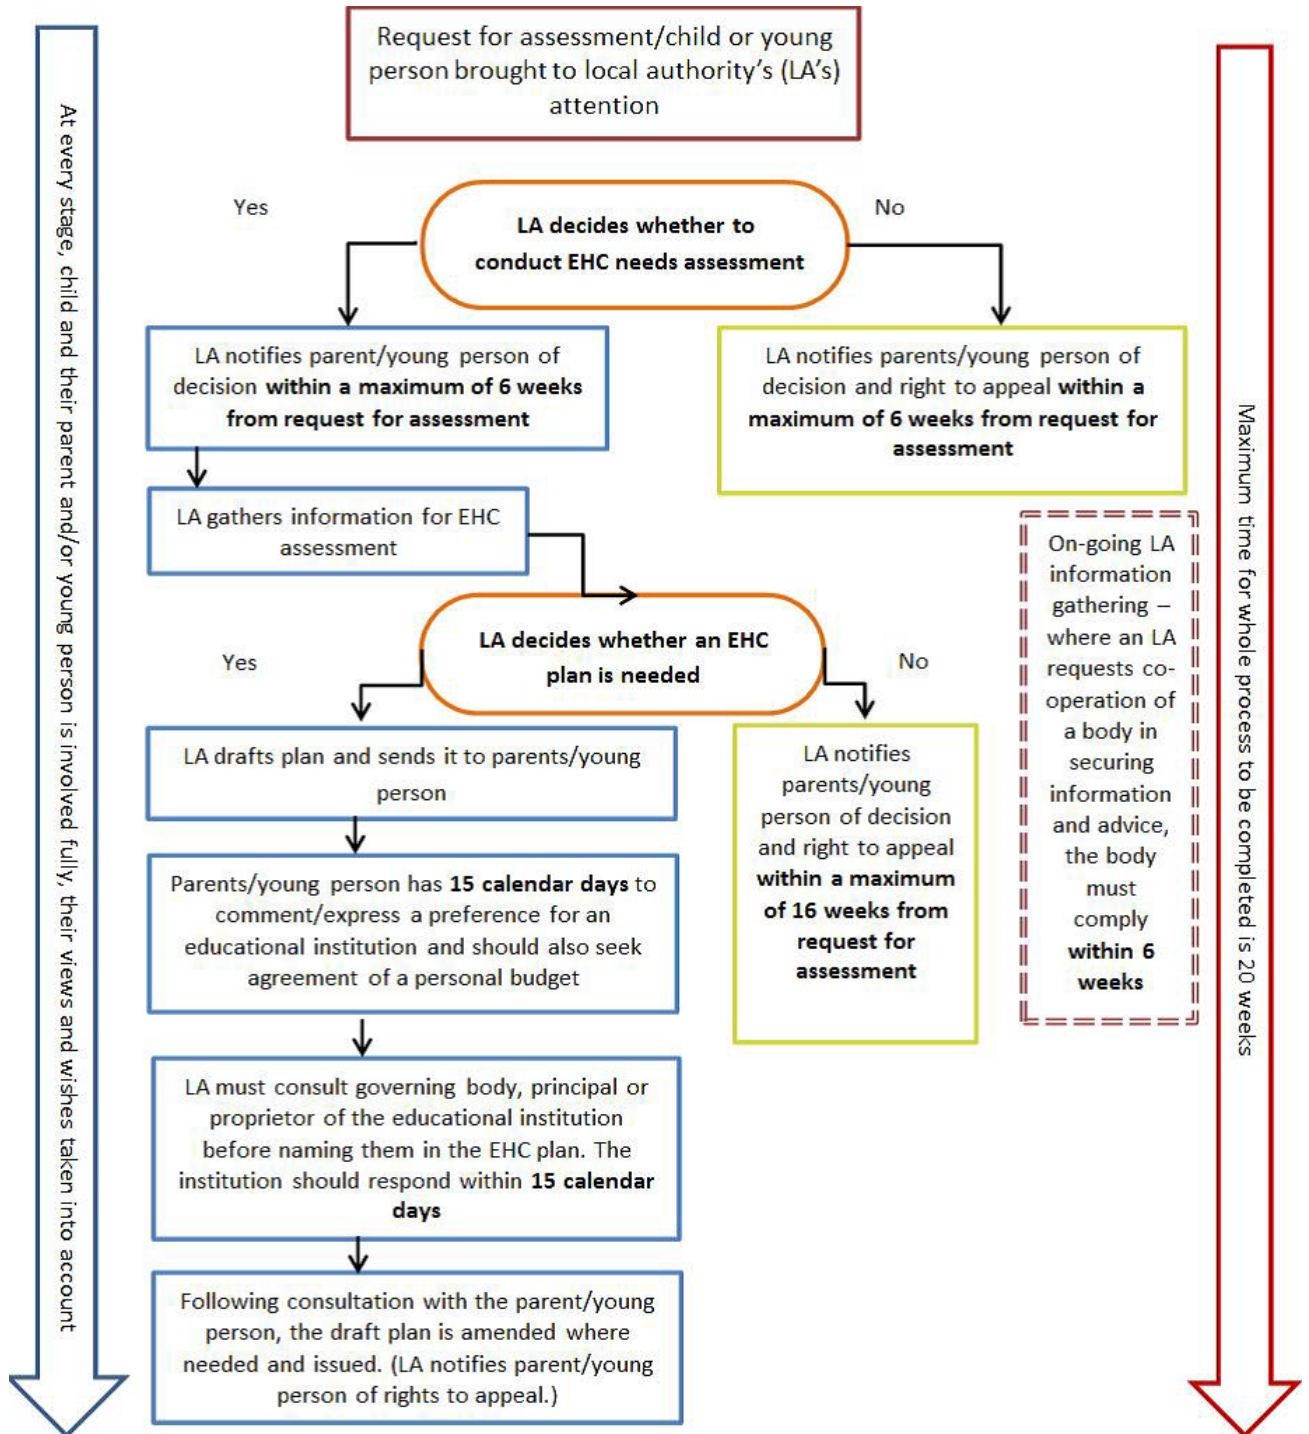 Request for assessment/child or young
person brought to local authority's (LA's)
attention
At every stage, child and their parent and/or young person is involved fully, their views and wishes taken into account
Maximum time for whole process to be completed is 20 weeks
Yes
LA decides whether to
conduct EHC needs assessment
No
LA notifies parent/young person of
decision within a maximum of 6 weeks
from request for assessment
LA notifies parents/young person of
decision and right to appeal within a
maximum of 6 weeks from request for
assessment
LA gathers information for EHC
assessment
On-going LA
information
gathering –
where an LA
requests co-
operation of
a body in
securing
information
and advice,
the body
must
comply
within 6
weeks
Yes
LA decides whether an EHC
plan is needed
No
LA drafts plan and sends it to parents/young
person
LA notifies
parents/young
person of decision
and right to appeal
within a maximum
of 16 weeks from
request for
assessment
Parents/young person has 15 calendar days to
comment/express a preference for an
educational institution and should also seek
agreement of a personal budget
LA must consult governing body, principal or
proprietor of the educational institution
before naming them in the EHC plan. The
institution should respond within 15 calendar
days
Following consultation with the parent/young
person, the draft plan is amended where
needed and issued. (LA notifies parent/young
person of rights to appeal.)